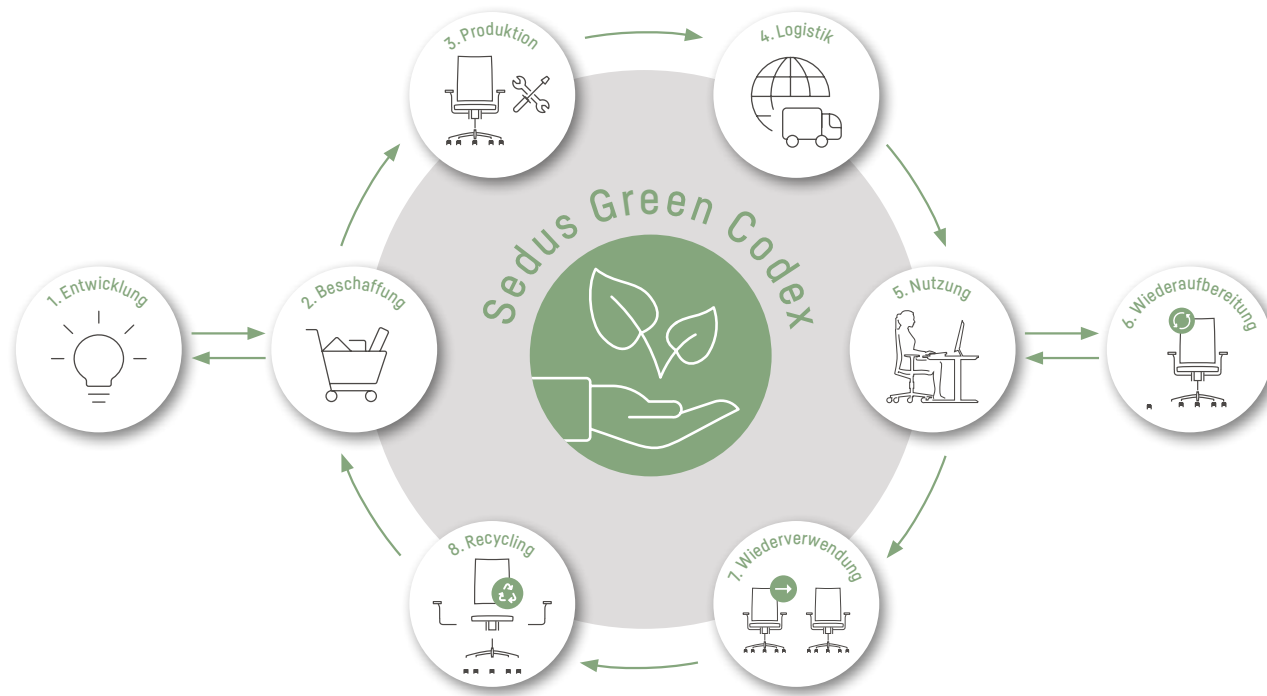 3. Produktion
4. Logistik
Sedus Green Codex
1. Entwicklung
2. Beschaffung
5. Nutzung
6. Wiederaufbereitung
8. Recycling
7. Wiederverwendung